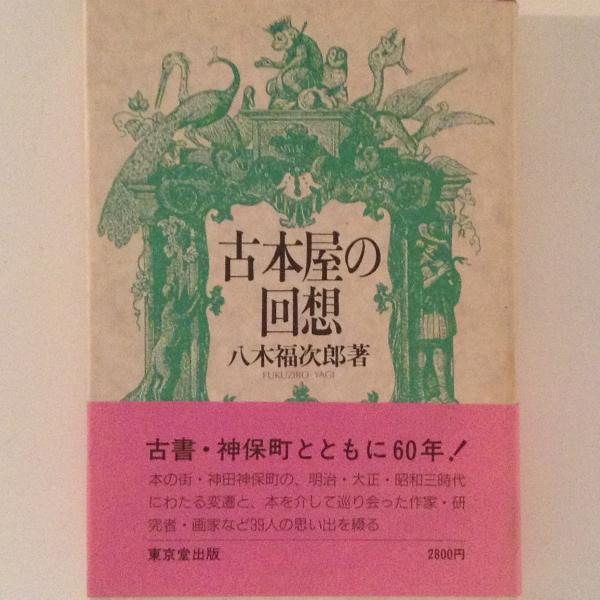 古本屋の
回想
八木福次郎著
FUKUZIRO YAGI
古書・神保町とともに60年!
本の街・神田神保町の、明治・大正・昭和三時代
にわたる変遷と、本を介して巡り会った作家・研
究者・画家など39人の思い出を綴る
東京堂出版 2800円